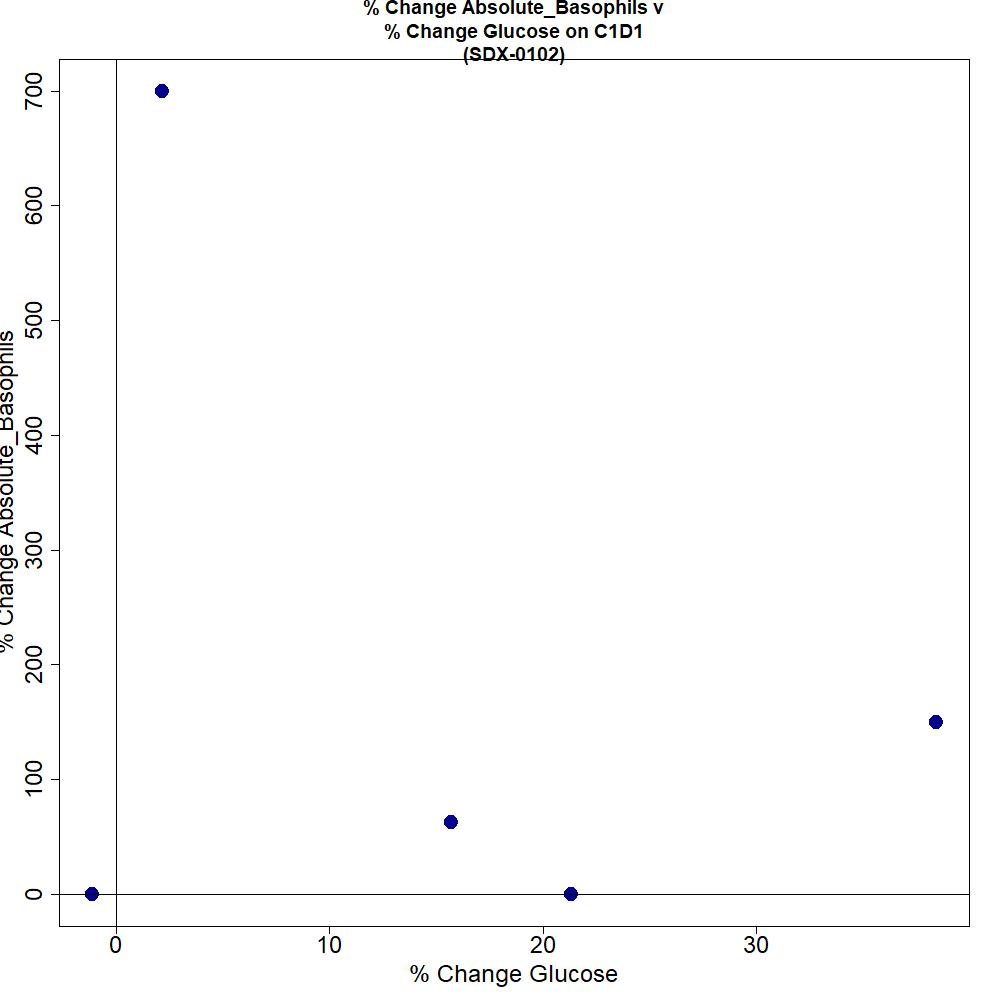 % Change Absolute_Basophils v
% Change Glucose on C1D1
(SDX-0102)
% Change Absolute_Basophils
700
600
500
400
300
200
100
0
0 10 20 30
% Change Glucose